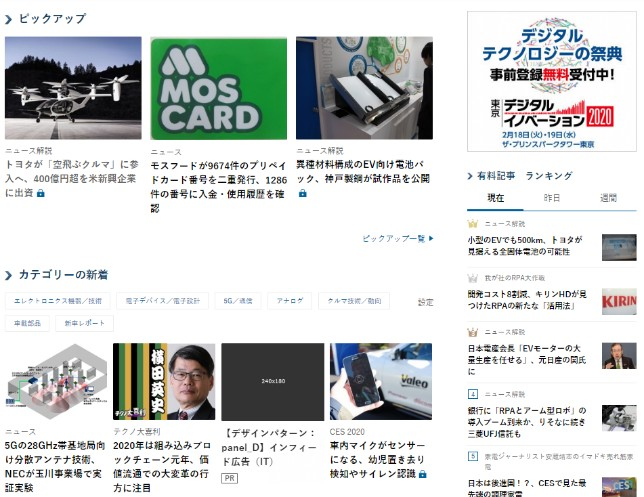 ピックアップ
MOS
CARD
ニュース解説
トヨタが「空飛ぶクルマ」に参
入へ、400億円超を米新興企業
に出資
ニュース
モスフードが9674件のプリペイ
ドカード番号を二重発行、1286
件の番号に入金・使用履歴を確
認
ニュース解説
異種材料構成のEV向け電池パッ
ク、神戸製鋼が試作品を公開
ピックアップ一覧
カテゴリーの新着
エレクトロニクス機器／技術
電子デバイス／電子設計
5G／通信
アナログ
クルマ技術／動向
設定
車載部品
新車レポート
横田英史
テクノ大喜利
240x180
Valeo
ニュース
5Gの28GHz帯基地局向
け分散アンテナ技術、
NECが玉川事業場で実
証実験
テクノ大喜利
2020年は組み込みブロ
ックチェーン元年、価
値流通での大変革の行
方に注目
【デザインパターン：
panel_D】インフィー
ド広告（IT）
PR
CES 2020
車内マイクがセンサー
になる、幼児置き去り
検知やサイレン認識
デジタル
テクノロジーの祭典
事前登録無料受付中！
東京
デジタル
イノベーション 2020
2月18日(火)・19日(水)
ザ・プリンスパークタワー東京
有料記事 ランキング
現在
昨日
週間
ニュース解説
小型のEVでも500km、トヨタが
見据える全固体電池の可能性
我が社のRPA大作戦
開発コスト8割減、キリンHDが見
つけたRPAの新たな「活用法」
KIRIN
ニュース解説
日本電産会長「EVモーターの大
量生産を任せる」、元日産の関氏
に
4
ニュース解説
銀行に「RPAとアーム型ロボ」の
導入ブーム到来か、りそなに続き
三菱UFJ信託も
5
家電ジャーナリスト安蔵靖志のイマドキ売れ筋家
電
日本は後進国！？、CESで見た最
先端の調理家電
CES